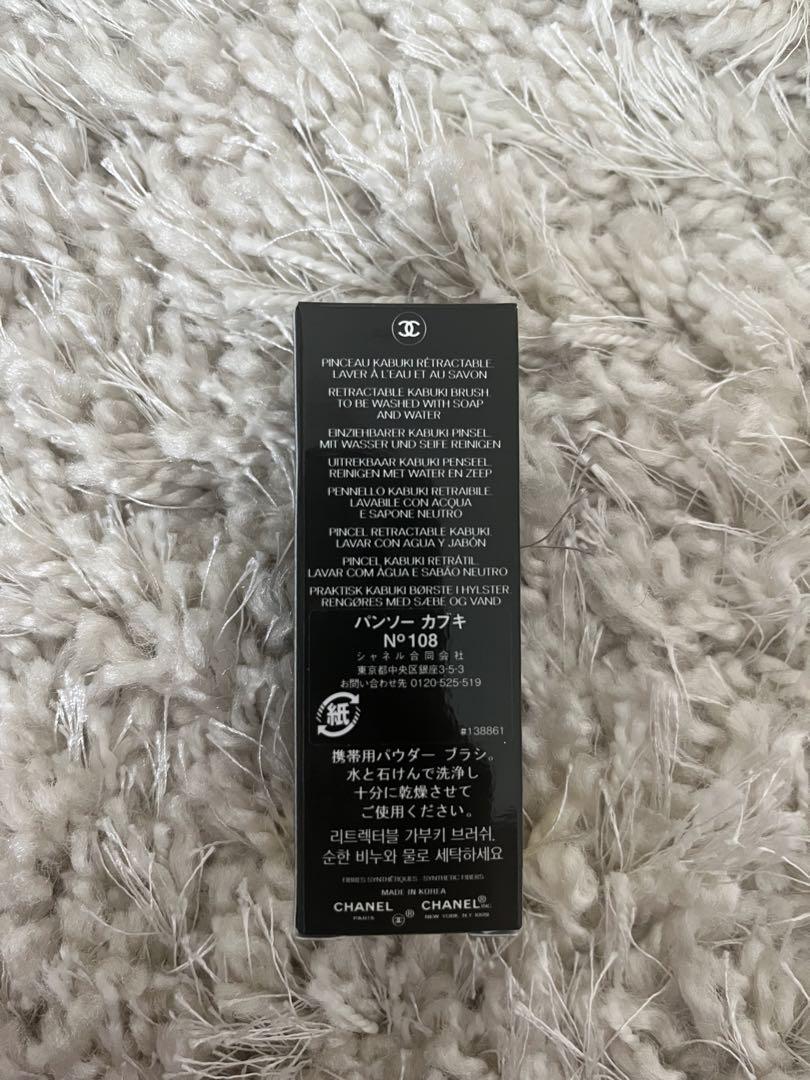 PINCEAU KABUKI RÉTRACTABLE.
LAVER À L'EAU ET AU SAVON
RETRACTABLE KABUKI BRUSH.
TO BE WASHED WITH SOAP
AND WATER
EINZIEHBARER KABUKI PINSEL.
MIT WASSER UND SEIFE REINIGEN
UITREKBAAR KABUKI PENSEEL.
REINIGEN MET WATER EN ZEEP
PENNELLO KABUKI RETRAIBILE.
LAVABILE CON ACQUA
E SAPONE NEUTRO
PINCEL RETRACTABLE KABUKI.
LAVAR CON AGUA Y JABÓN
PINCEL KABUKI RETRÁTIL.
LAVAR COM ÁGUA E SABÃO NEUTRO
PRAKTISK KABUKI BØRSTE I HYLSTER.
RENGØRES MED SÆBE OG VAND
パンソー カブキ
Nº108
シャネル合同会社
東京都中央区銀座3-5-3
お問い合わせ先 0120-525-519
紙
#138861
携帯用パウダー ブラシ。
水と石けんで洗浄し
十分に乾燥させて
ご使用ください。
리트렉터블 가부키 브러쉬.
순한 비누와 물로 세탁하세요
FIBRES SYNTHÉTIQUES . SYNTHETIC FIBERS
MADE IN KOREA
CHANEL ® CHANEL® INC.
PARIS NEW YORK, N.Y.